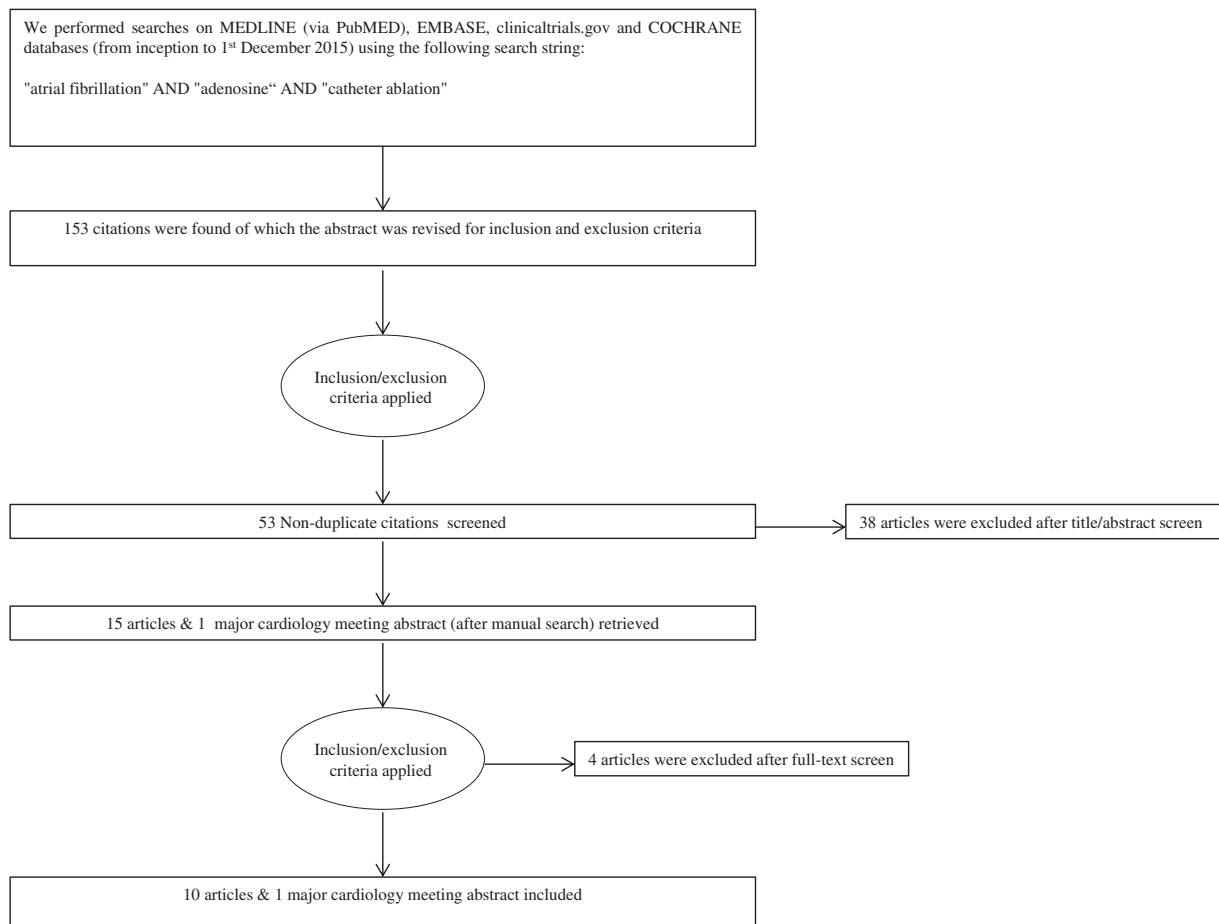 We performed searches on MEDLINE (via PubMED), EMBASE, clinicaltrials.gov and COCHRANE
databases (from inception to 1st December 2015) using the following search string:
"atrial fibrillation" AND "adenosine“ AND "catheter ablation"
153 citations were found of which the abstract was revised for inclusion and exclusion criteria
Inclusion/exclusion
criteria applied
53 Non-duplicate citations screened
38 articles were excluded after title/abstract screen
15 articles & 1 major cardiology meeting abstract (after manual search) retrieved
Inclusion/exclusion
criteria applied
4 articles were excluded after full-text screen
10 articles & 1 major cardiology meeting abstract included